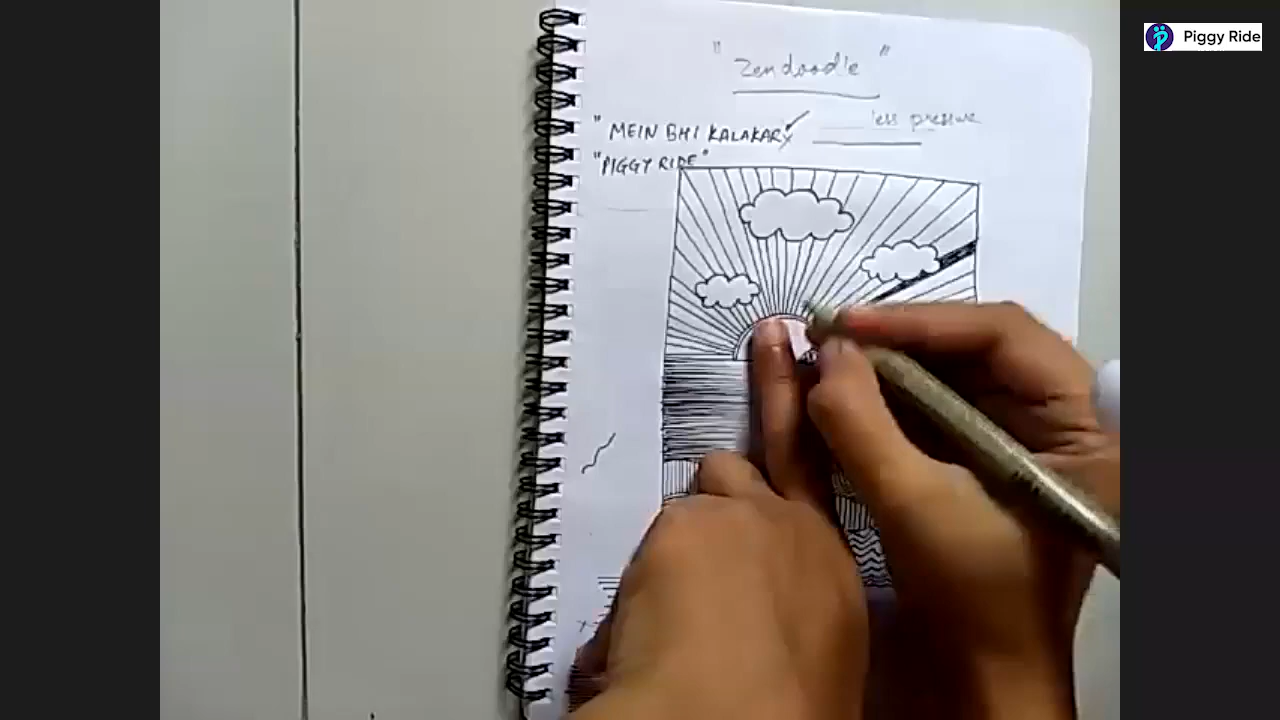 Piggy Ride
" Zendoodle "
" MEIN BHI KALAKAR
less pressure
"PIGGY RIDE"